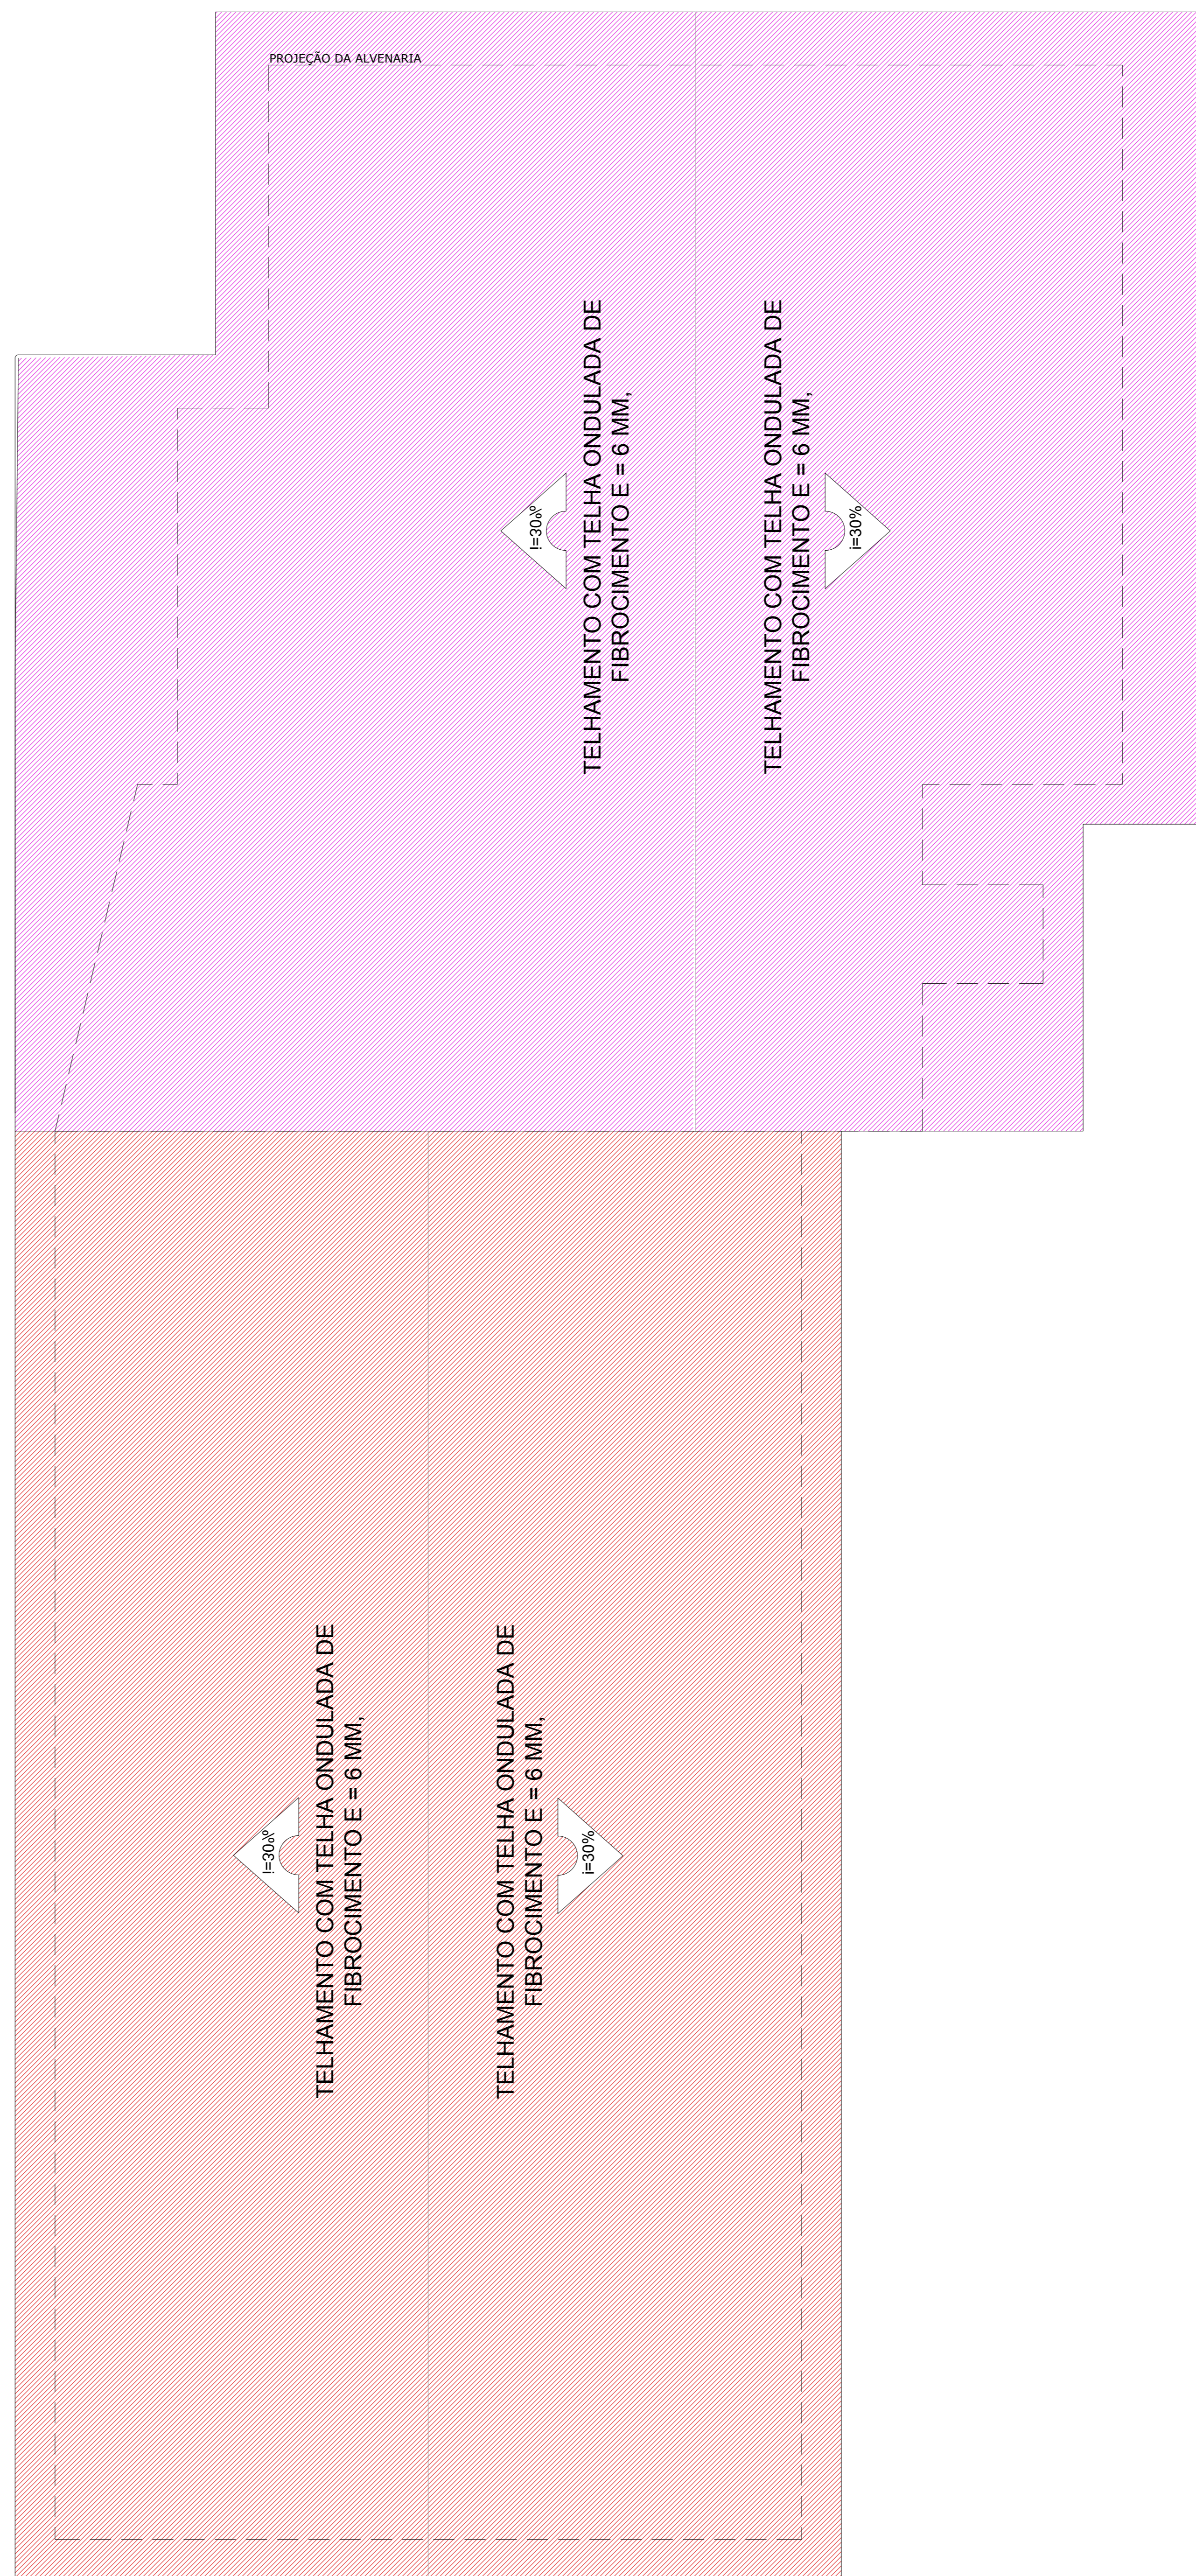 PROJEÇÃO DA ALVENARIA
i=30%
TELHAMENTO COM TELHA ONDULADA DE
FIBROCIMENTO E = 6 MM,
TELHAMENTO COM TELHA ONDULADA DE
FIBROCIMENTO E = 6 MM,
i=30%
i=30%
TELHAMENTO COM TELHA ONDULADA DE
FIBROCIMENTO E = 6 MM,
TELHAMENTO COM TELHA ONDULADA DE
FIBROCIMENTO E = 6 MM,
i=30%